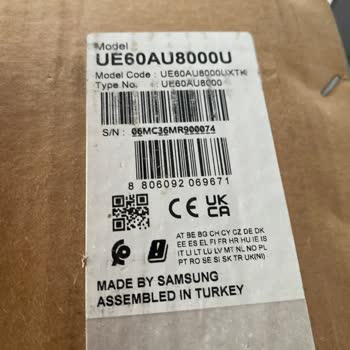 Model
UE60AU8000U
Model Code : UE60AU8000UXTK
Type No. : UE60AU8000
S/N : 06MC36MR900074
8 806092 069671
CE UK
CA
AT BE BG CH CY CZ DE DK
EE ES EL FI FR HR HU IE IS
IT LI LT LU LV MT NL NO PL
PT RO SE SI SK TR UK(NI)
MADE BY SAMSUNG
ASSEMBLED IN TURKEY